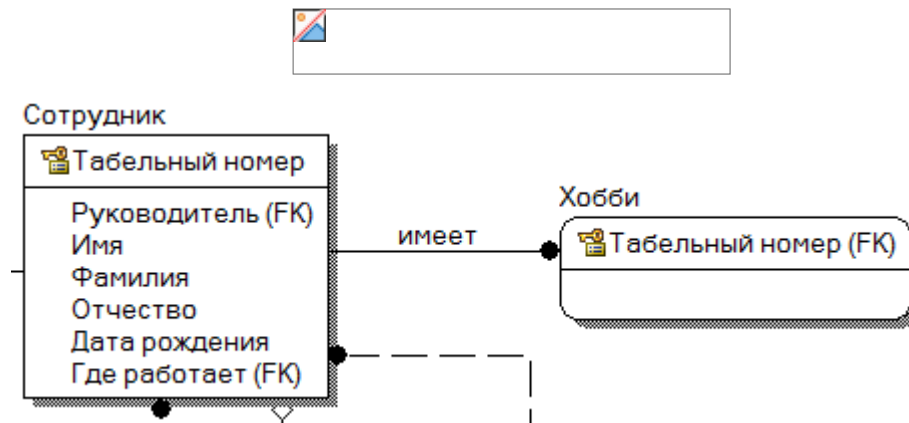 Сотрудник
Табельный номер
Руководитель (FK)
Имя
Фамилия
Отчество
Дата рождения
Где работает (FK)
имеет
Хобби
Табельный номер (FK)